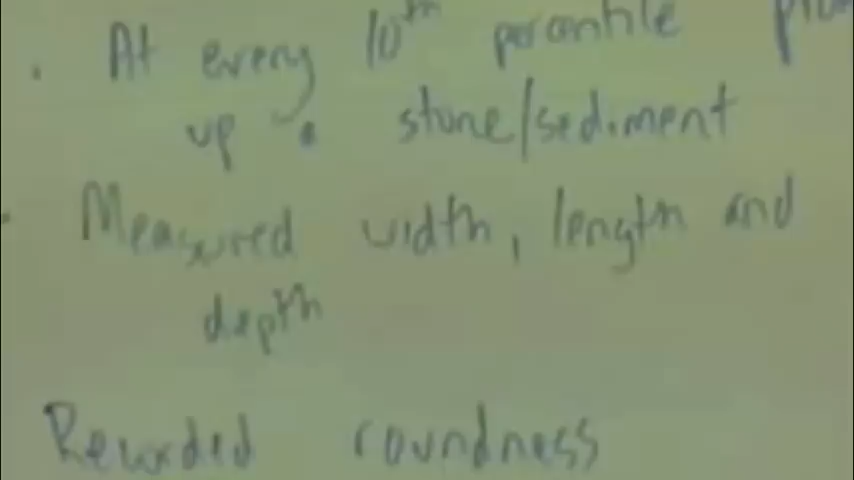 • At every 10th percentile
up a stone/sediment
• Measured width, length and
depth
Recorded roundness